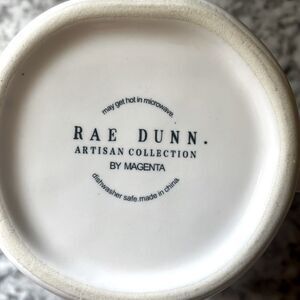 may get hot in microwave.
RAE DUNN.
ARTISAN COLLECTION
BY MAGENTA
dishwasher safe. made in china.